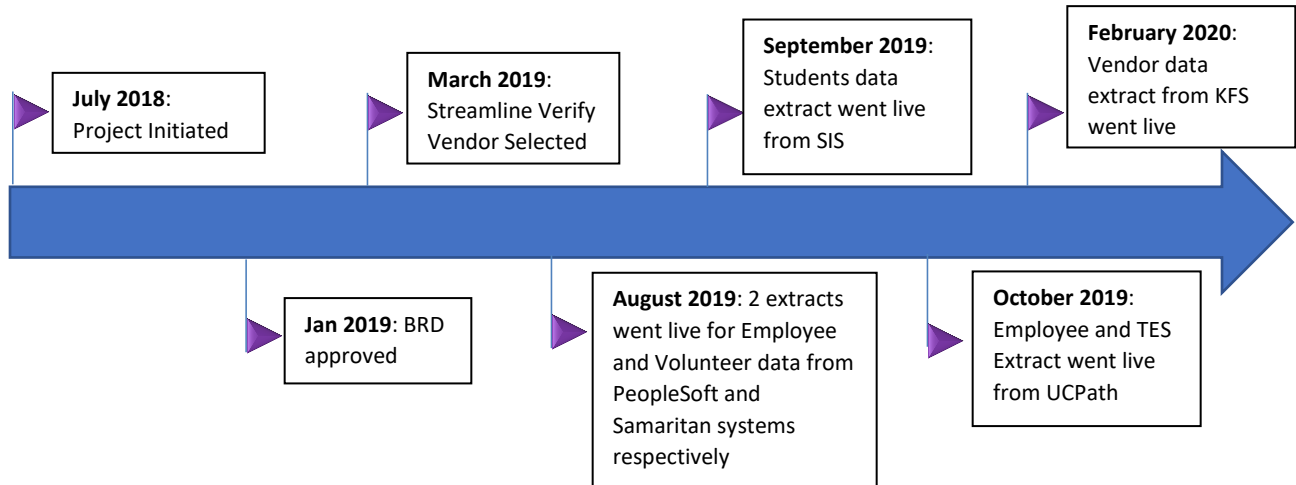 July 2018:
Project Initiated
Jan 2019: BRD
approved
March 2019:
Streamline Verify
Vendor Selected
August 2019: 2 extracts
went live for Employee
and Volunteer data from
PeopleSoft and
Samaritan systems
respectively
September 2019:
Students data
extract went live
from SIS
October 2019:
Employee and TES
Extract went live
from UCPath
February 2020:
Vendor data
extract from KFS
went live